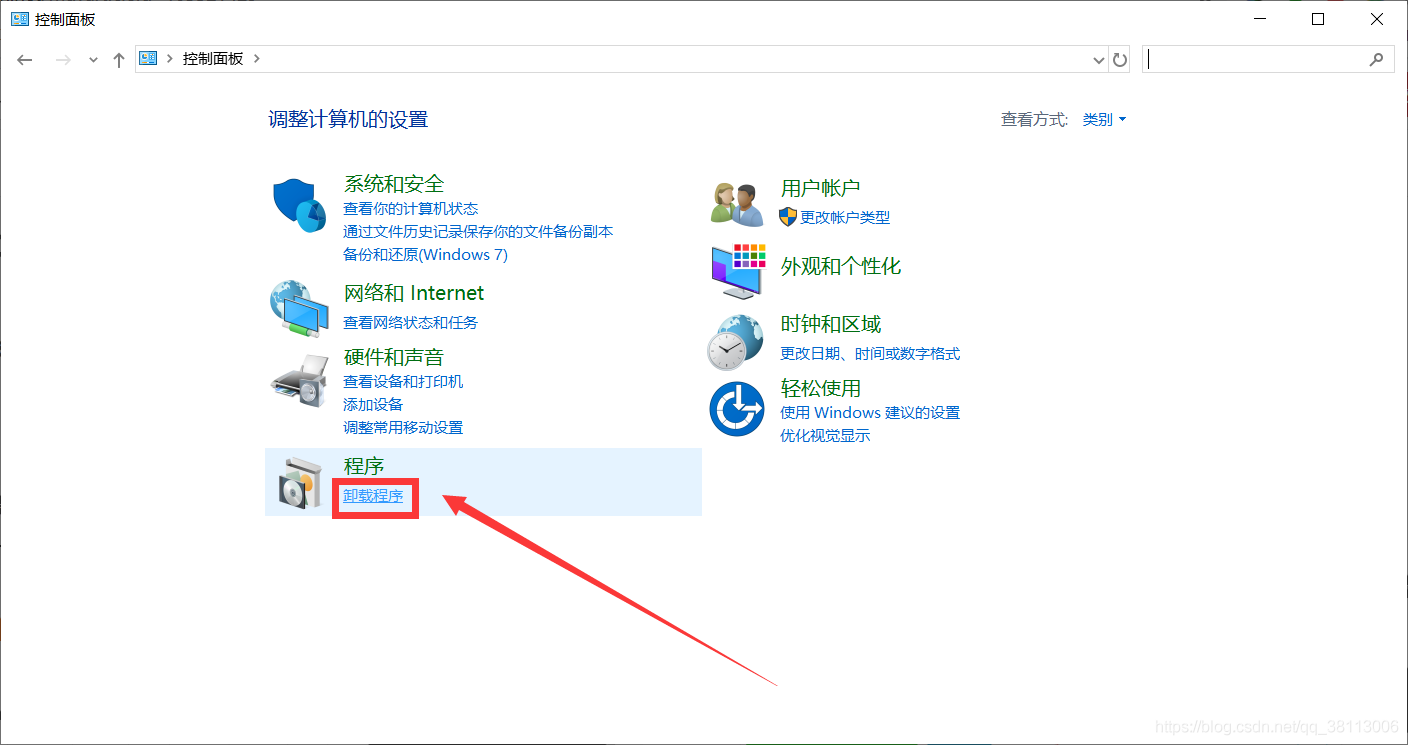 控制面板
控制面板
调整计算机的设置
查看方式: 类别
系统和安全
查看你的计算机状态
通过文件历史记录保存你的文件备份副本
备份和还原(Windows 7)
网络和 Internet
查看网络状态和任务
硬件和声音
查看设备和打印机
添加设备
调整常用移动设置
程序
卸载程序
用户帐户
更改帐户类型
外观和个性化
时钟和区域
更改日期、时间或数字格式
轻松使用
使用 Windows 建议的设置
优化视觉显示
https://blog.csdn.net/qq_38113006